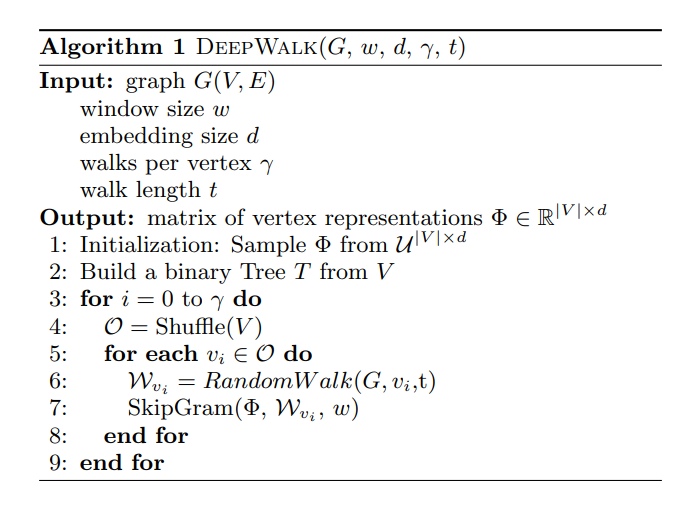 Algorithm 1 DEEPWALK(G, w, d, γ, t)
Input: graph G(V, E)
window size w
embedding size d
walks per vertex γ
walk length t
Output: matrix of vertex representations Φ ∈ ℝ^{|V|×d}
1: Initialization: Sample Φ from 𝒰^{|V|×d}
2: Build a binary Tree T from V
3: for i = 0 to γ do
4: 𝒪 = Shuffle(V)
5: for each v_i ∈ 𝒪 do
6: 𝒲_{v_i} = RandomWalk(G, v_i,t)
7: SkipGram(Φ, 𝒲_{v_i}, w)
8: end for
9: end for